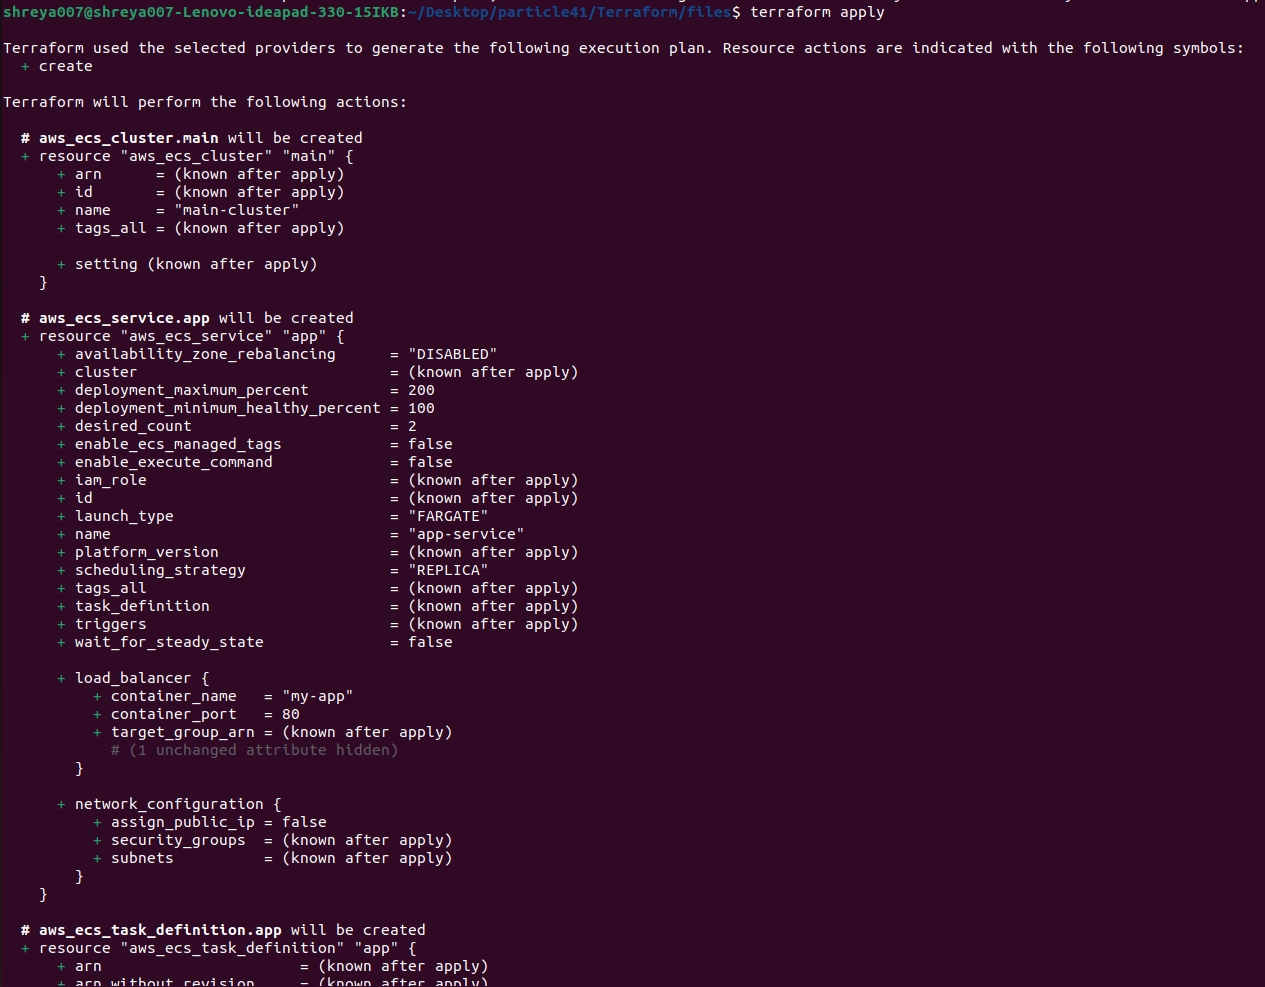 shreya007@shreya007-Lenovo-ideapad-330-15IKB:~/Desktop/particle41/Terraform/files$ terraform apply
Terraform used the selected providers to generate the following execution plan. Resource actions are indicated with the following symbols:
+ create
Terraform will perform the following actions:
# aws_ecs_cluster.main will be created
+ resource "aws_ecs_cluster" "main" {
+ arn = (known after apply)
+ id = (known after apply)
+ name = "main-cluster"
+ tags_all = (known after apply)
+ setting (known after apply)
}
# aws_ecs_service.app will be created
+ resource "aws_ecs_service" "app" {
+ availability_zone_rebalancing = "DISABLED"
+ cluster = (known after apply)
+ deployment_maximum_percent = 200
+ deployment_minimum_healthy_percent = 100
+ desired_count = 2
+ enable_ecs_managed_tags = false
+ enable_execute_command = false
+ iam_role = (known after apply)
+ id = (known after apply)
+ launch_type = "FARGATE"
+ name = "app-service"
+ platform_version = (known after apply)
+ scheduling_strategy = "REPLICA"
+ tags_all = (known after apply)
+ task_definition = (known after apply)
+ triggers = (known after apply)
+ wait_for_steady_state = false
+ load_balancer {
+ container_name = "my-app"
+ container_port = 80
+ target_group_arn = (known after apply)
# (1 unchanged attribute hidden)
}
+ network_configuration {
+ assign_public_ip = false
+ security_groups = (known after apply)
+ subnets = (known after apply)
}
}
# aws_ecs_task_definition.app will be created
+ resource "aws_ecs_task_definition" "app" {
+ arn = (known after apply)
+ arn_without_revision = (known after apply)